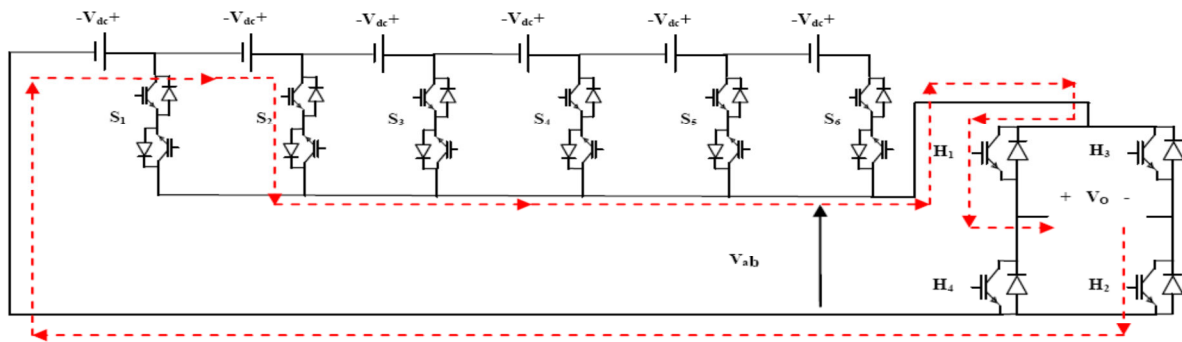 -Vdc+ -Vdc+ -Vdc+ -Vdc+ -Vdc+ -Vdc+
S1 S2 S3 S4 S5 S6
H1 H3
+ Vo -
Vab
H4 H2